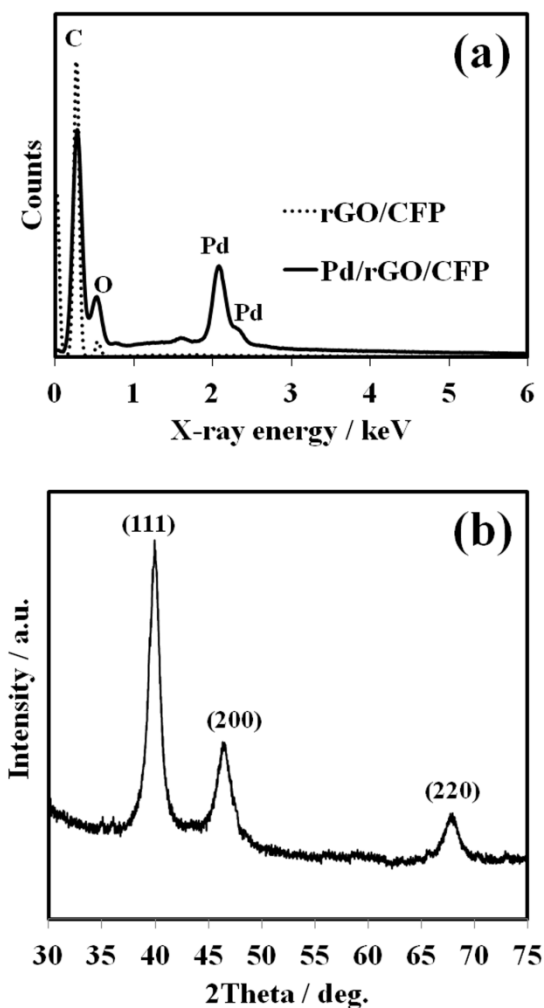 C
(a)
rGO/CFP
Pd/rGO/CFP
Pd
O
Pd
Counts
0 1 2 3 4 5 6
X-ray energy / keV
(b)
(111)
(200)
(220)
Intensity / a.u.
30 35 40 45 50 55 60 65 70 75
2Theta / deg.